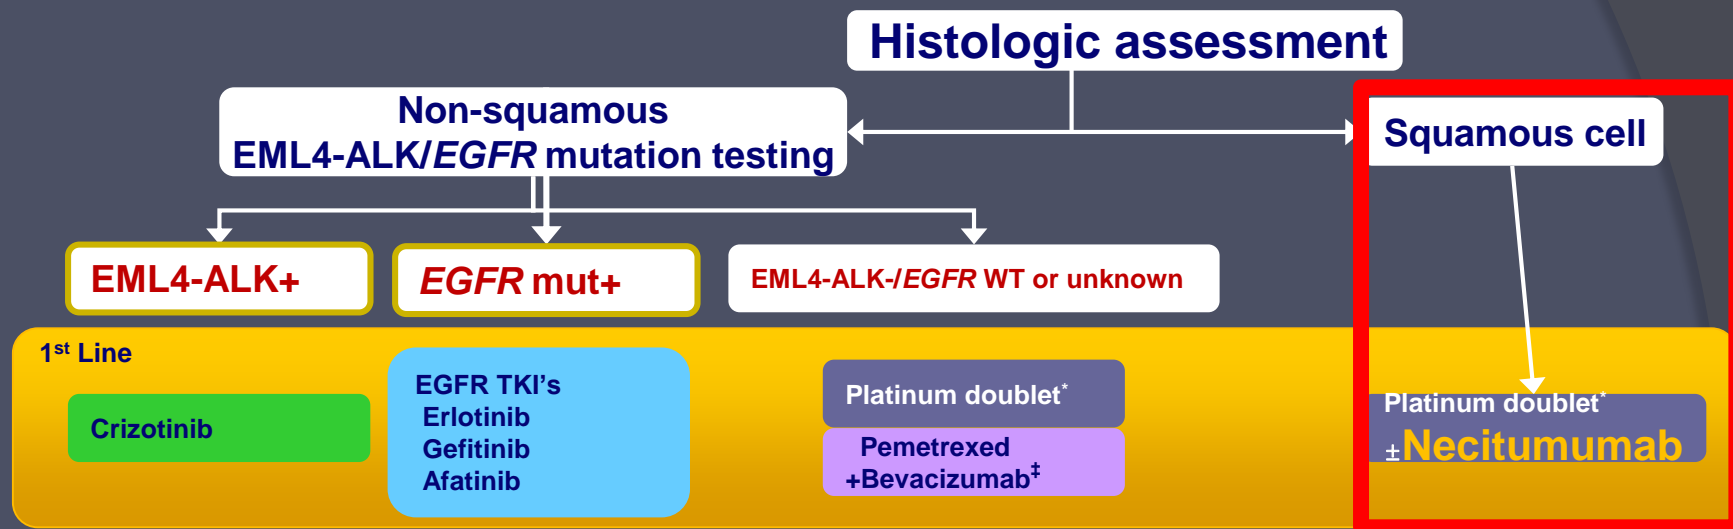 Histologic assessment
Non-squamous
EML4-ALK/EGFR mutation testing
Squamous cell
EML4-ALK+
EGFR mut+
EML4-ALK-/EGFR WT or unknown
1st Line
Crizotinib
EGFR TKI's
Erlotinib
Gefitinib
Afatinib
Platinum doublet*
Pemetrexed
+Bevacizumab‡
Platinum doublet*
±Necitumumab